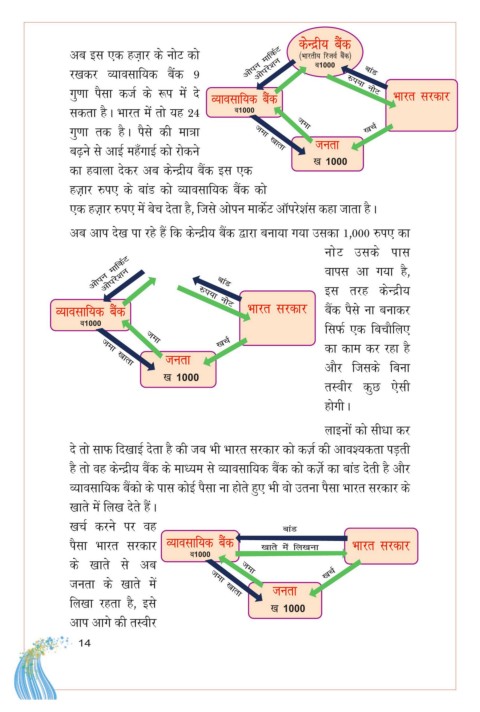 अब इस एक हज़ार के नोट को
रखकर व्यावसायिक बैंक 9
गुणा पैसा कर्ज के रूप में दे
सकता है। भारत में तो यह 24
गुणा तक है। पैसे की मात्रा
बढ़ने से आई महँगाई को रोकने
का हवाला देकर अब केन्द्रीय बैंक इस एक
हज़ार रुपए के बांड को व्यावसायिक बैंक को
एक हज़ार रुपए में बेच देता है, जिसे ओपन मार्केट ऑपरेशंस कहा जाता है।
केन्द्रीय बैंक
(भारतीय रिजर्व बैंक)
व1000
ओपन मार्किट
ऑपरेशन
बांड
रुपया नोट
व्यावसायिक बैंक
व1000
भारत सरकार
जमा
जमा खाता
खर्च
जनता
ख 1000
अब आप देख पा रहे हैं कि केन्द्रीय बैंक द्वारा बनाया गया उसका 1,000 रुपए का
नोट उसके पास
वापस आ गया है,
इस तरह केन्द्रीय
बैंक पैसे ना बनाकर
सिर्फ एक बिचौलिए
का काम कर रहा है
और जिसके बिना
तस्वीर कुछ ऐसी
होगी।
ओपन मार्किट
ऑपरेशन
बांड
रुपया नोट
व्यावसायिक बैंक
व1000
भारत सरकार
जमा
जमा खाता
खर्च
जनता
ख 1000
लाइनों को सीधा कर
दे तो साफ दिखाई देता है की जब भी भारत सरकार को कर्ज़ की आवश्यकता पड़ती
है तो वह केन्द्रीय बैंक के माध्यम से व्यावसायिक बैंक को कर्ज़े का बांड देती है और
व्यावसायिक बैंको के पास कोई पैसा ना होते हुए भी वो उतना पैसा भारत सरकार के
खाते में लिख देते हैं।
खर्च करने पर वह
पैसा भारत सरकार
के खाते से अब
जनता के खाते में
लिखा रहता है, इसे
आप आगे की तस्वीर
बांड
व्यावसायिक बैंक
व1000
खाते में लिखना
भारत सरकार
जमा
जमा खाता
खर्च
जनता
ख 1000
14